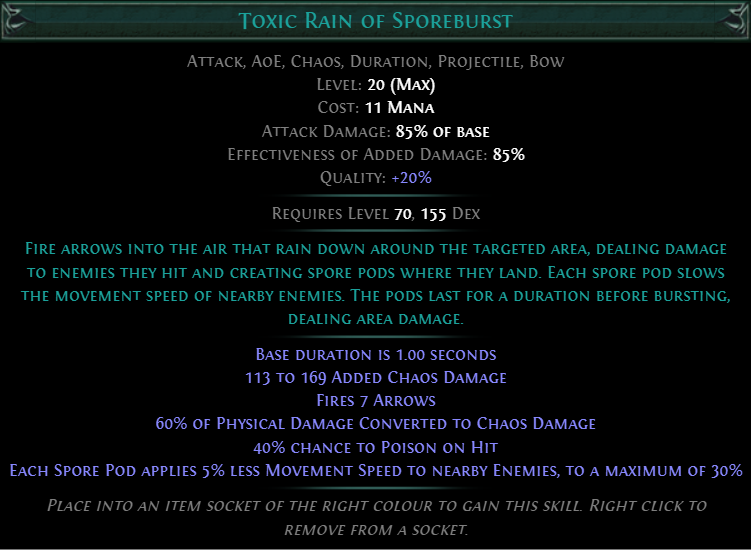 Toxic Rain of Sporeburst
Attack, AoE, Chaos, Duration, Projectile, Bow
Level: 20 (Max)
Cost: 11 Mana
Attack Damage: 85% of base
Effectiveness of Added Damage: 85%
Quality: +20%
Requires Level 70, 155 Dex
Fire arrows into the air that rain down around the targeted area, dealing damage
to enemies they hit and creating spore pods where they land. Each spore pod slows
the movement speed of nearby enemies. The pods last for a duration before bursting,
dealing area damage.
Base duration is 1.00 seconds
113 to 169 Added Chaos Damage
Fires 7 Arrows
60% of Physical Damage Converted to Chaos Damage
40% chance to Poison on Hit
Each Spore Pod applies 5% less Movement Speed to nearby Enemies, to a maximum of 30%
Place into an item socket of the right colour to gain this skill. Right click to
remove from a socket.